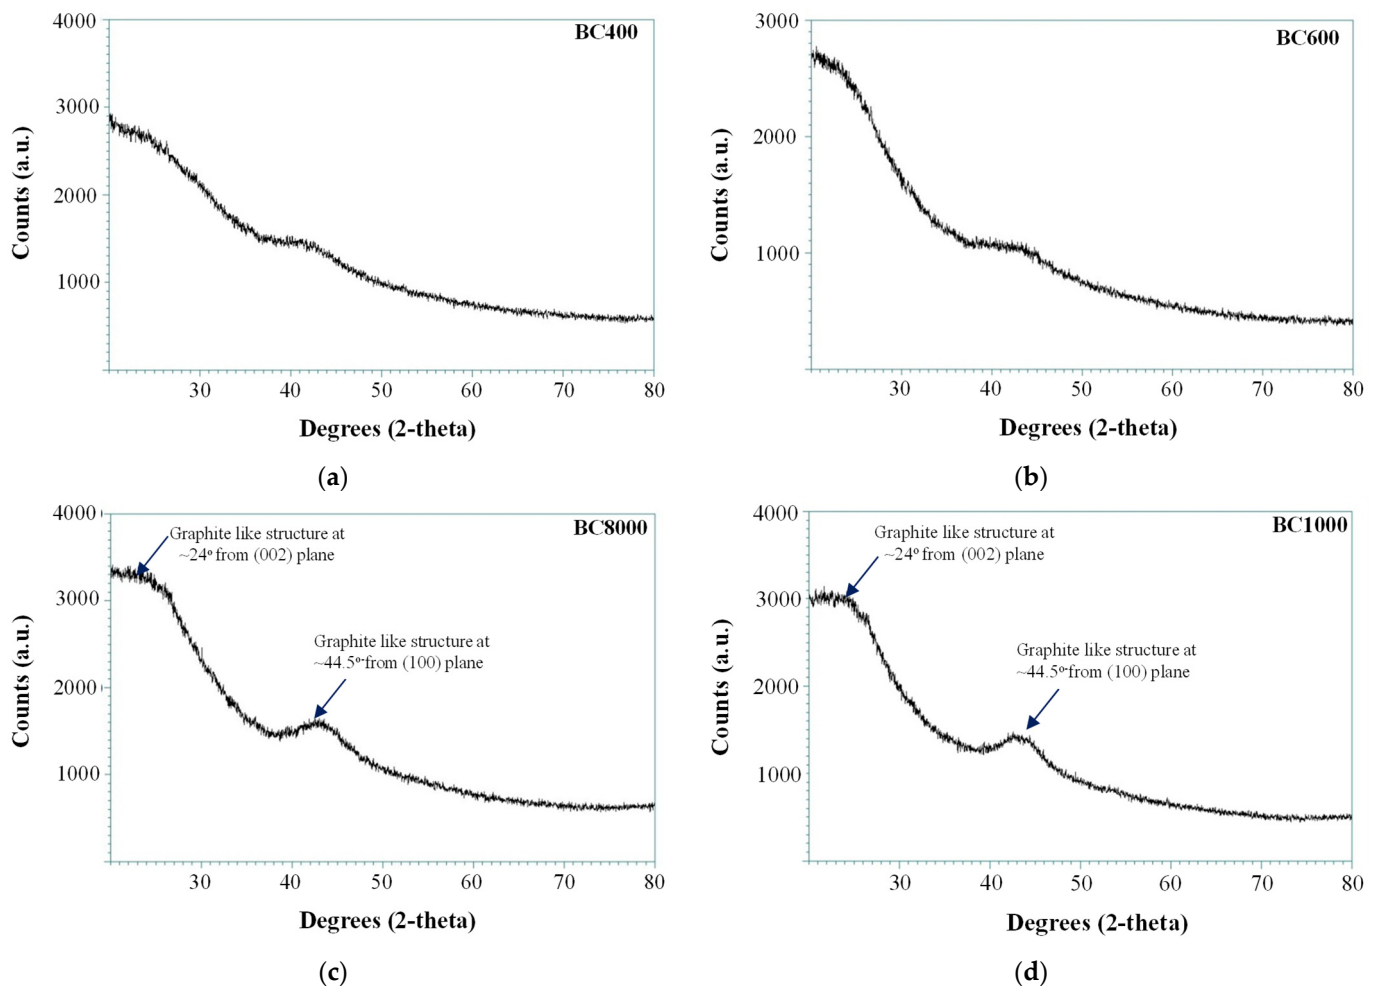 BC400
4000
3000
2000
1000
Counts (a.u.)
30 40 50 60 70 80
Degrees (2-theta)
(a)
BC600
3000
2000
1000
Counts (a.u.)
30 40 50 60 70 80
Degrees (2-theta)
(b)
BC8000
4000
3000
2000
1000
Counts (a.u.)
Graphite like structure at
~24º from (002) plane
Graphite like structure at
~44.5º from (100) plane
30 40 50 60 70 80
Degrees (2-theta)
(c)
BC1000
4000
3000
2000
1000
Counts (a.u.)
Graphite like structure at
~24º from (002) plane
Graphite like structure at
~44.5º from (100) plane
30 40 50 60 70 80
Degrees (2-theta)
(d)